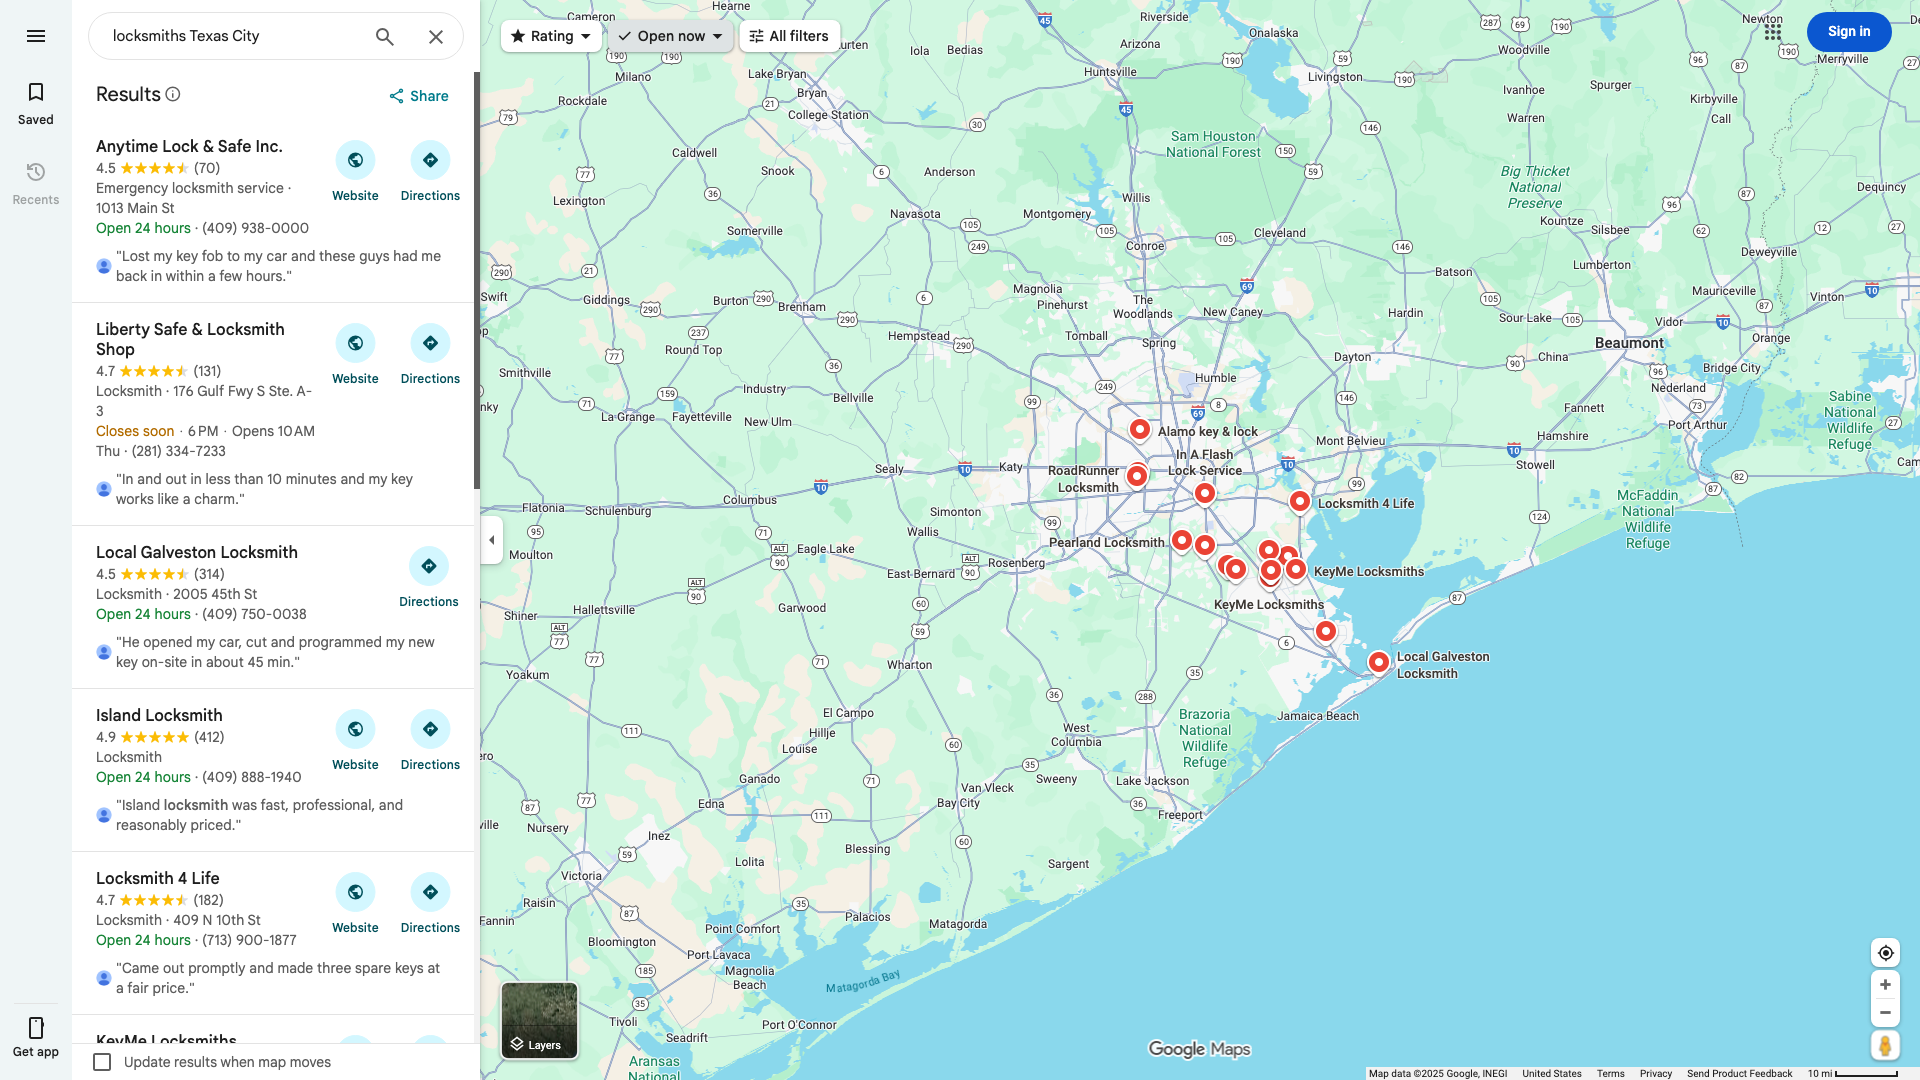 locksmiths Texas City
Saved
Recents
Get app
Results
Share
Anytime Lock & Safe Inc.
4.5 (70)
Emergency locksmith service ·
1013 Main St
Open 24 hours · (409) 938-0000
Website
Directions
"Lost my key fob to my car and these guys had me
back in within a few hours."
Liberty Safe & Locksmith
Shop
4.7 (131)
Locksmith · 176 Gulf Fwy S Ste. A-
3
Closes soon · 6 PM · Opens 10 AM
Thu · (281) 334-7233
Website
Directions
"In and out in less than 10 minutes and my key
works like a charm."
Local Galveston Locksmith
4.5 (314)
Locksmith · 2005 45th St
Open 24 hours · (409) 750-0038
Directions
"He opened my car, cut and programmed my new
key on-site in about 45 min."
Island Locksmith
4.9 (412)
Locksmith
Open 24 hours · (409) 888-1940
Website
Directions
"Island locksmith was fast, professional, and
reasonably priced."
Locksmith 4 Life
4.7 (182)
Locksmith · 409 N 10th St
Open 24 hours · (713) 900-1877
Website
Directions
"Came out promptly and made three spare keys at
a fair price."
KeyMe Locksmiths
Update results when map moves
Rating
Open now
All filters
Sign in
Cameron
Hearne
Riverside
Newton
Milano
Iola
Bedias
Arizona
Onalaska
Woodville
Merryville
Lake Bryan
Bryan
Huntsville
Livingston
Ivanhoe
Spurger
Kirbyville
Rockdale
College Station
Warren
Call
Sam Houston
National Forest
Caldwell
Snook
Anderson
Big Thicket
National
Preserve
Dequincy
Lexington
Navasota
Montgomery
Willis
Kountze
Silsbee
Somerville
Conroe
Cleveland
Deweyville
Batson
Lumberton
Swift
Giddings
Burton
Brenham
Magnolia
Pinehurst
The
Woodlands
New Caney
Hardin
Sour Lake
Mauriceville
Vinton
Vidor
Orange
Hempstead
Tomball
Spring
Round Top
Dayton
China
Beaumont
Smithville
Industry
Humble
Bridge City
Nederland
La Grange
Fayetteville
New Ulm
Bellville
Fannett
Port Arthur
Sabine
National
Wildlife
Refuge
Alamo key & lock
Mont Belvieu
Hamshire
In A Flash
Lock Service
RoadRunner
Locksmith
Katy
Sealy
Stowell
Columbus
Simonton
Locksmith 4 Life
McFaddin
National
Wildlife
Refuge
Flatonia
Schulenburg
Wallis
Moulton
Eagle Lake
Pearland Locksmith
East Bernard
Rosenberg
KeyMe Locksmiths
KeyMe Locksmiths
Shiner
Hallettsville
Garwood
Wharton
Local Galveston
Locksmith
Yoakum
El Campo
Hillje
Louise
West
Columbia
Brazoria
National
Wildlife
Refuge
Jamaica Beach
Ganado
Edna
Sweeny
Lake Jackson
Van Vleck
Bay City
Freeport
Nursery
Inez
Blessing
Lolita
Sargent
Victoria
Raisin
Fannin
Palacios
Matagorda
Point Comfort
Bloomington
Port Lavaca
Magnolia
Beach
Matagorda Bay
Tivoli
Seadrift
Port O'Connor
Aransas
National
Layers
Google Maps
Map data ©2025 Google, INEGI United States Terms Privacy Send Product Feedback 10 mi